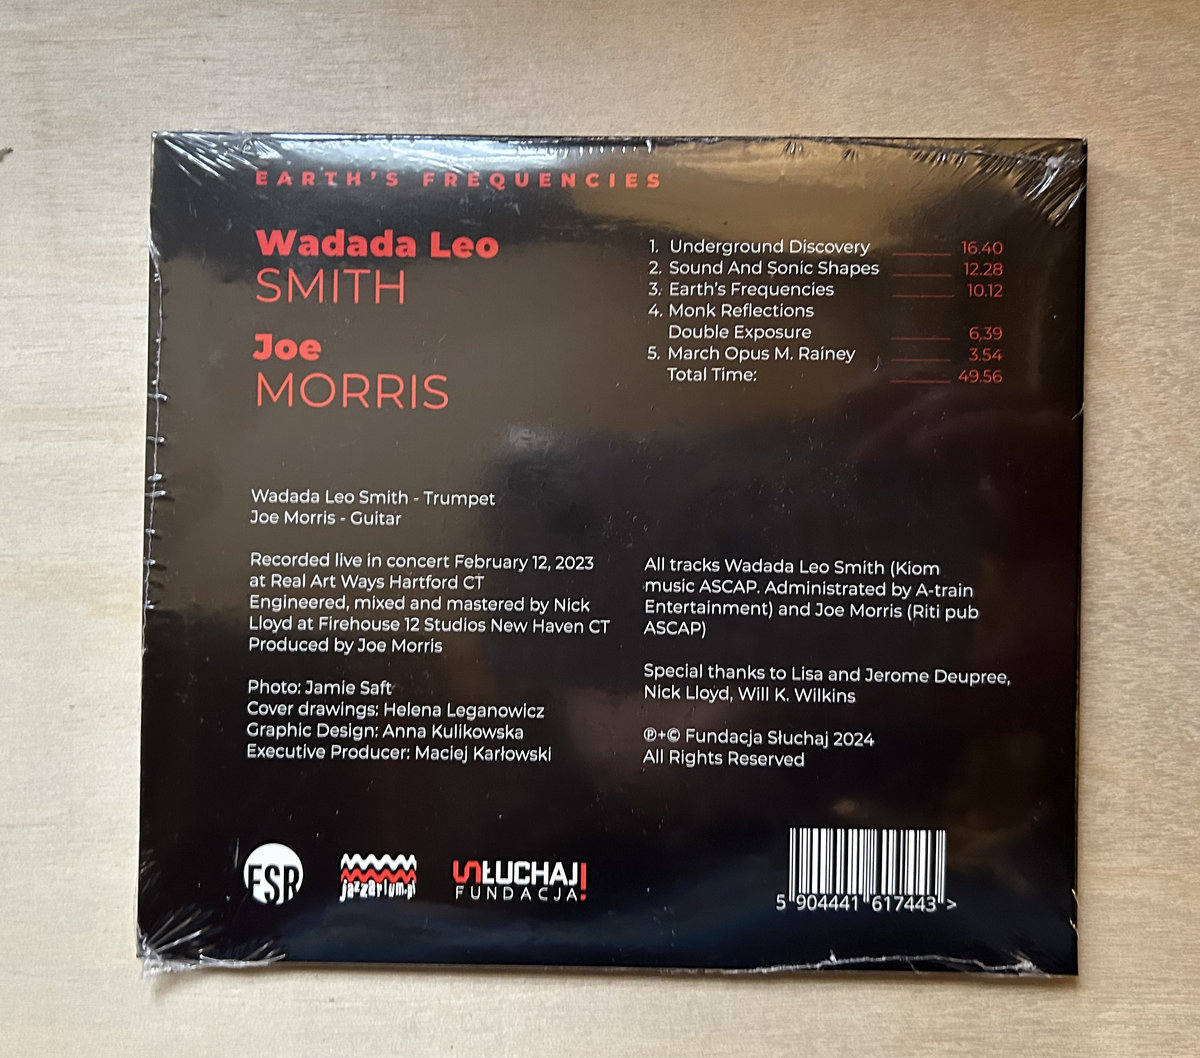 EARTH'S FREQUENCIES
Wadada Leo
SMITH
Joe
MORRIS
1. Underground Discovery 16.40
2. Sound And Sonic Shapes 12.28
3. Earth's Frequencies 10.12
4. Monk Reflections
Double Exposure 6,39
5. March Opus M. Rainey 3.54
Total Time: 49.56
Wadada Leo Smith - Trumpet
Joe Morris - Guitar
Recorded live in concert February 12, 2023
at Real Art Ways Hartford CT
Engineered, mixed and mastered by Nick
Lloyd at Firehouse 12 Studios New Haven CT
Produced by Joe Morris
Photo: Jamie Saft
Cover drawings: Helena Leganowicz
Graphic Design: Anna Kulikowska
Executive Producer: Maciej Karłowski
All tracks Wadada Leo Smith (Kiom
music ASCAP. Administrated by A-train
Entertainment) and Joe Morris (Riti pub
ASCAP)
Special thanks to Lisa and Jerome Deupree,
Nick Lloyd, Will K. Wilkins
℗+© Fundacja Słuchaj 2024
All Rights Reserved
FSR
jazzarium.pl
SŁUCHAJ!
FUNDACJA
5 904441 617443 >